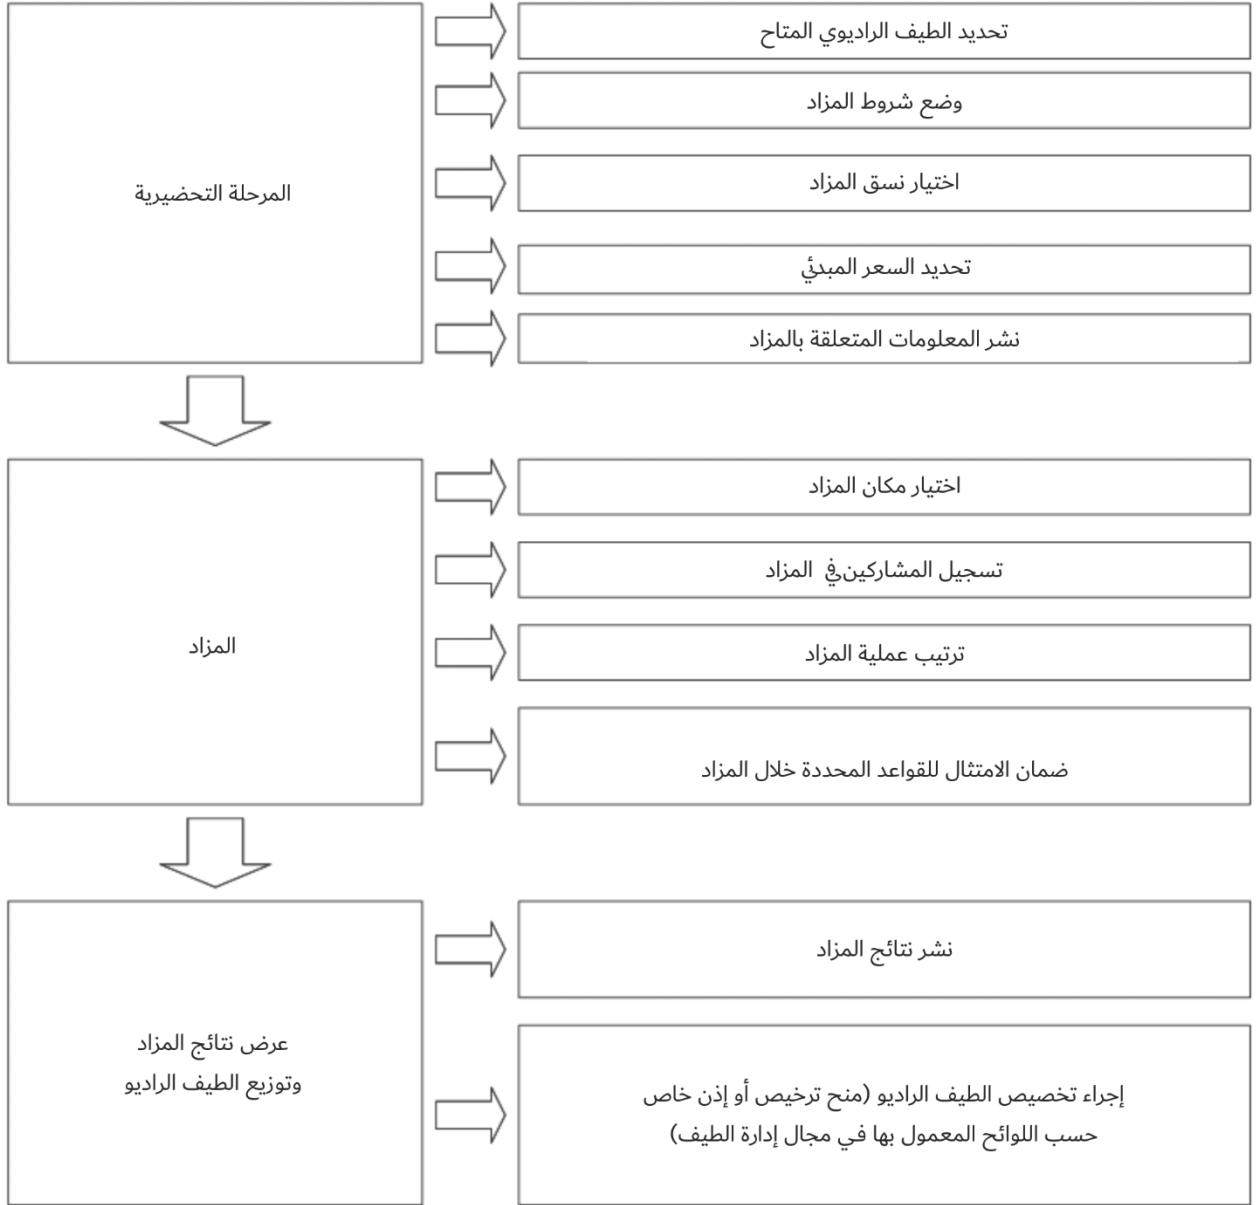 المرحلة التحضيرية
تحديد الطيف الراديوي المتاح
وضع شروط المزاد
اختيار نسق المزاد
تحديد السعر المبدئي
نشر المعلومات المتعلقة بالمزاد
المزاد
اختيار مكان المزاد
تسجيل المشاركين في المزاد
ترتيب عملية المزاد
ضمان الامتثال للقواعد المحددة خلال المزاد
عرض نتائج المزاد
وتوزيع الطيف الراديو
نشر نتائج المزاد
إجراء تخصيص الطيف الراديو (منح ترخيص أو إذن خاص
حسب اللوائح المعمول بها في مجال إدارة الطيف)